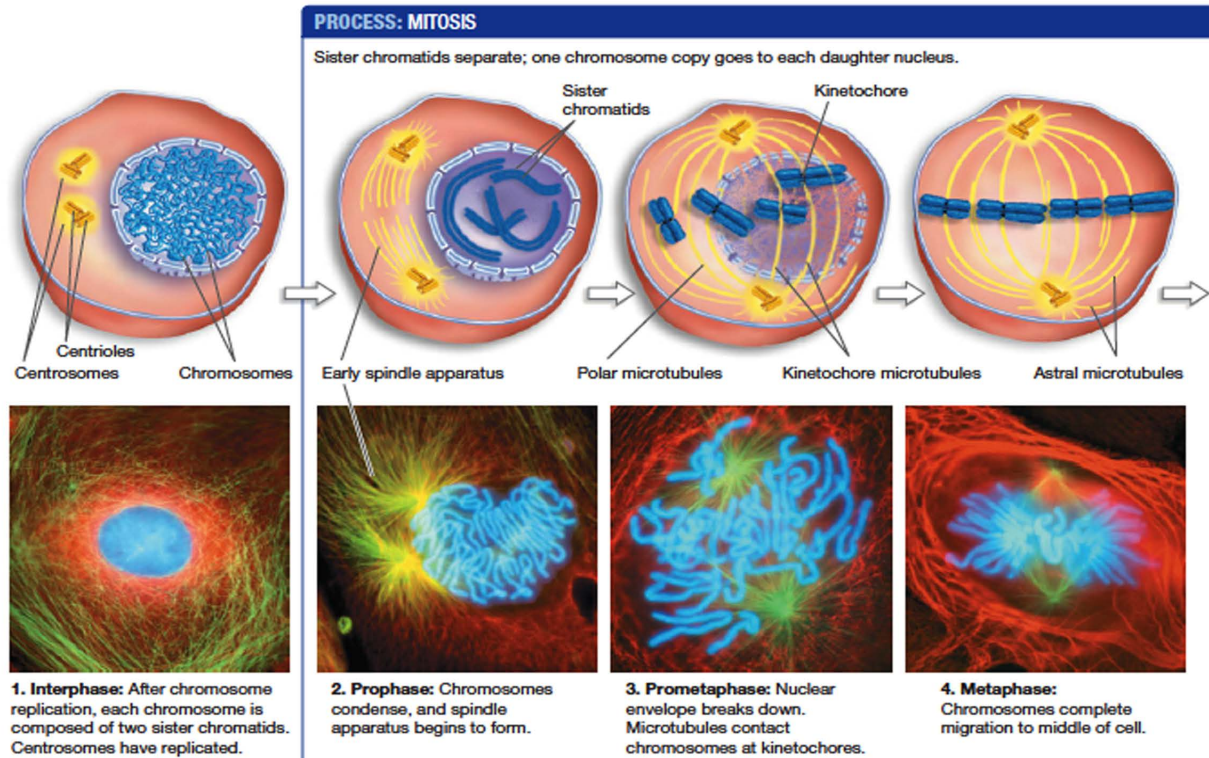 PROCESS: MITOSIS
Sister chromatids separate; one chromosome copy goes to each daughter nucleus.
Sister
chromatids
Kinetochore
Centrioles
Centrosomes
Chromosomes
Early spindle apparatus
Polar microtubules
Kinetochore microtubules
Astral microtubules
1. Interphase: After chromosome
replication, each chromosome is
composed of two sister chromatids.
Centrosomes have replicated.
2. Prophase: Chromosomes
condense, and spindle
apparatus begins to form.
3. Prometaphase: Nuclear
envelope breaks down.
Microtubules contact
chromosomes at kinetochores.
4. Metaphase:
Chromosomes complete
migration to middle of cell.